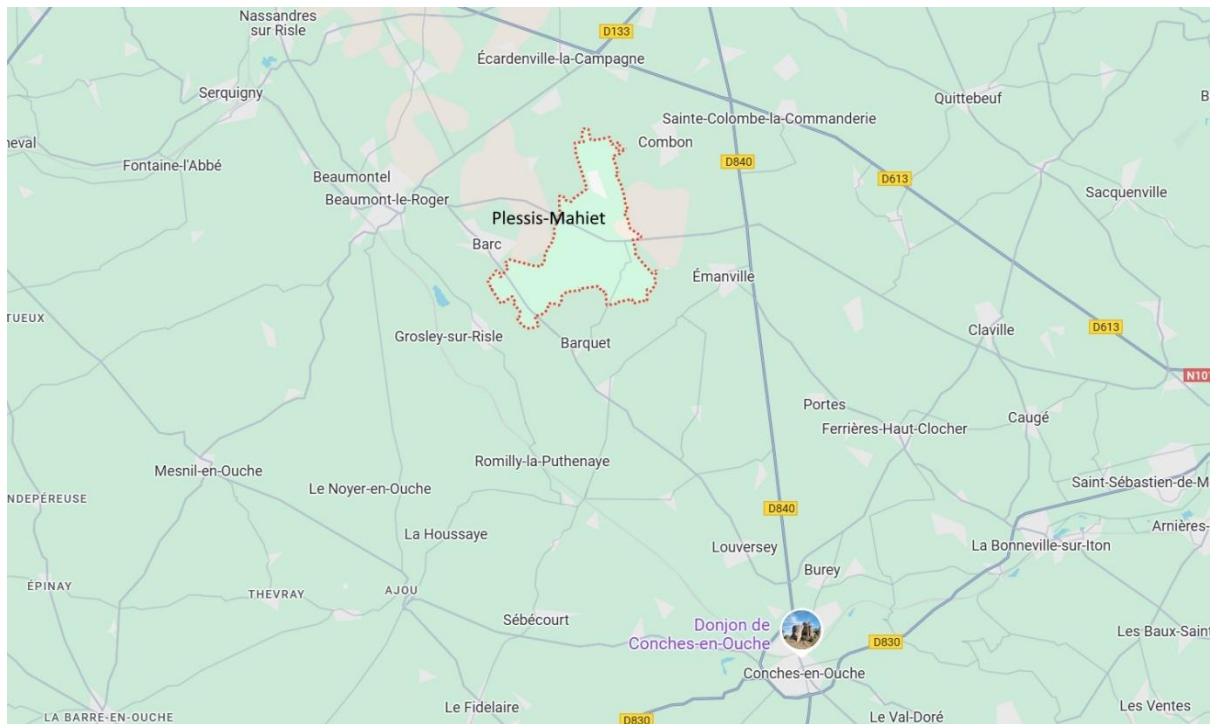 Nassandres
sur Risle
D133
Écardenville-la-Campagne
Serquigny
Quittebeuf
Sainte-Colombe-la-Commanderie
Combon
Fontaine-l'Abbé
D840
D613
Beaumontel
Beaumont-le-Roger
Sacquenville
Plessis-Mahiet
Barc
Émanville
Grosley-sur-Risle
Claville
D613
Barquet
N10
Portes
Caugé
Ferrières-Haut-Clocher
Mesnil-en-Ouche
Romilly-la-Puthenaye
Le Noyer-en-Ouche
Saint-Sébastien-de-M
D840
La Houssaye
Arnières-
Louversey
La Bonneville-sur-Iton
Burey
ÉPINAY
THEVRAY
AJOU
Sébécourt
Donjon de
Conches-en-Ouche
Les Baux-Saint
D830
Conches-en-Ouche
Le Fidelaire
Les Ventes
LA BARRE-EN-OUCHE
D830
Le Val-Doré